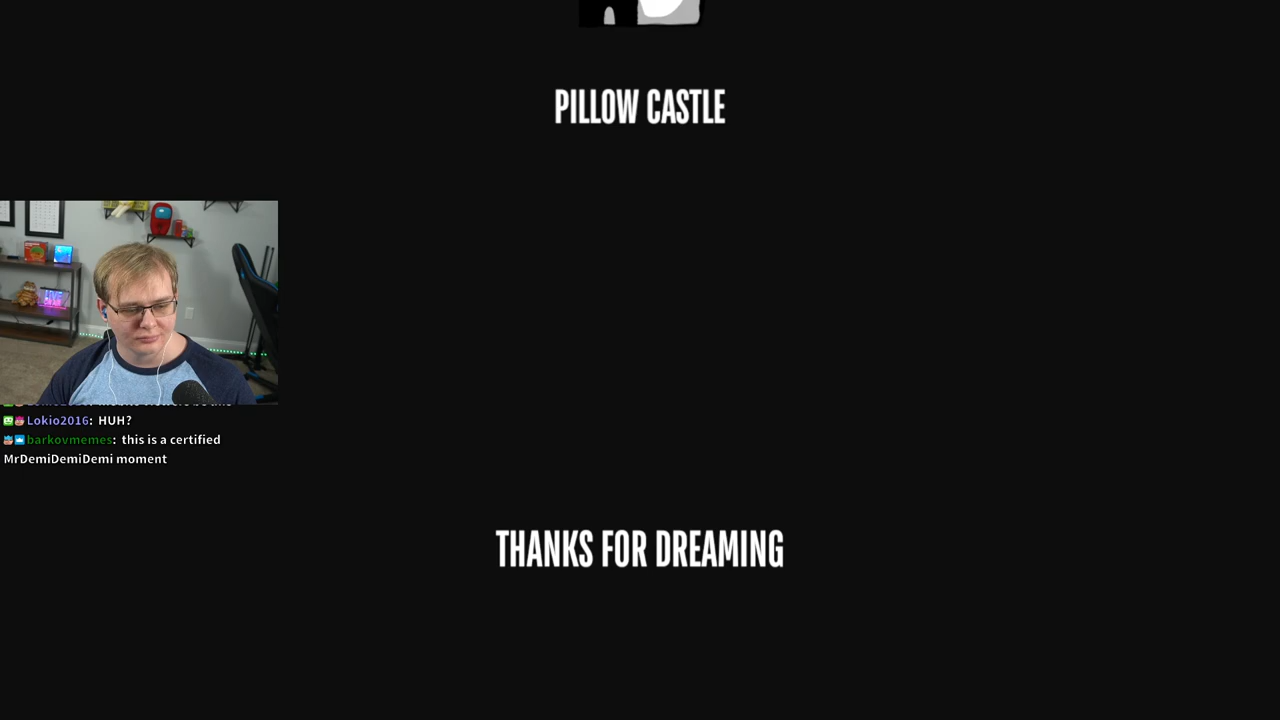 PILLOW CASTLE
Lokio2016: HUH?
barkovmemes: this is a certified
MrDemiDemiDemi moment
THANKS FOR DREAMING